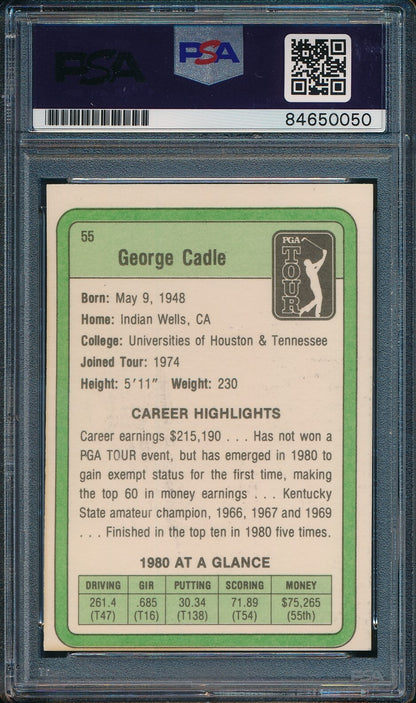 PSA
PSA
84650050
55
George Cadle
PGA
TOUR
Born: May 9, 1948
Home: Indian Wells, CA
College: Universities of Houston & Tennessee
Joined Tour: 1974
Height: 5'11" Weight: 230
CAREER HIGHLIGHTS
Career earnings $215,190 . . . Has not won a
PGA TOUR event, but has emerged in 1980 to
gain exempt status for the first time, making
the top 60 in money earnings . . . Kentucky
State amateur champion, 1966, 1967 and 1969
. . . Finished in the top ten in 1980 five times.
1980 AT A GLANCE
DRIVING GIR PUTTING SCORING MONEY
261.4 .685 30.34 71.89 $75,265
(T47) (T16) (T138) (T54) (55th)